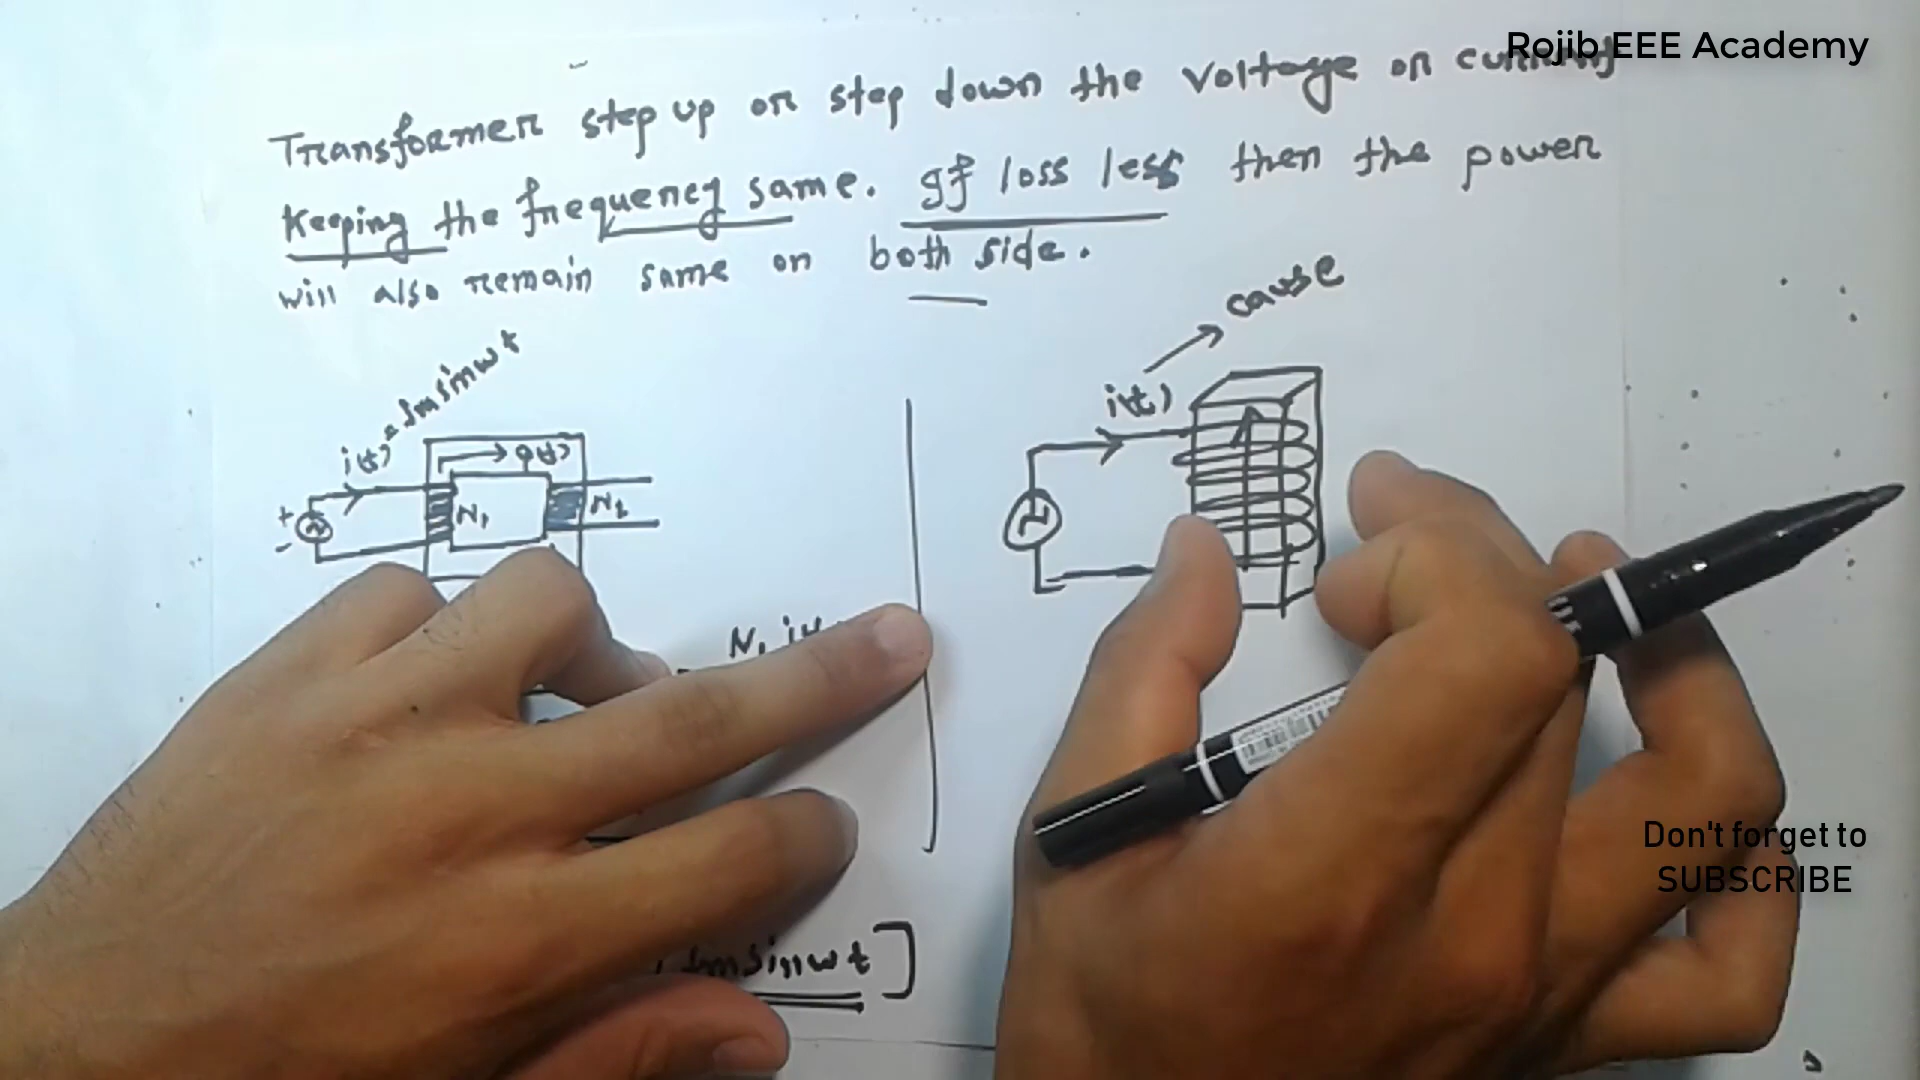 Rojib EEE Academy
Transformer step up or step down the voltage or current
keeping the frequency same. If loss less then the power
will also remain same on both side.
cause
i(t) = Imsinωt
i(t)
φ(t)
+
-
N1
N2
N1 i(t
Imsinωt]
Don't forget to
SUBSCRIBE